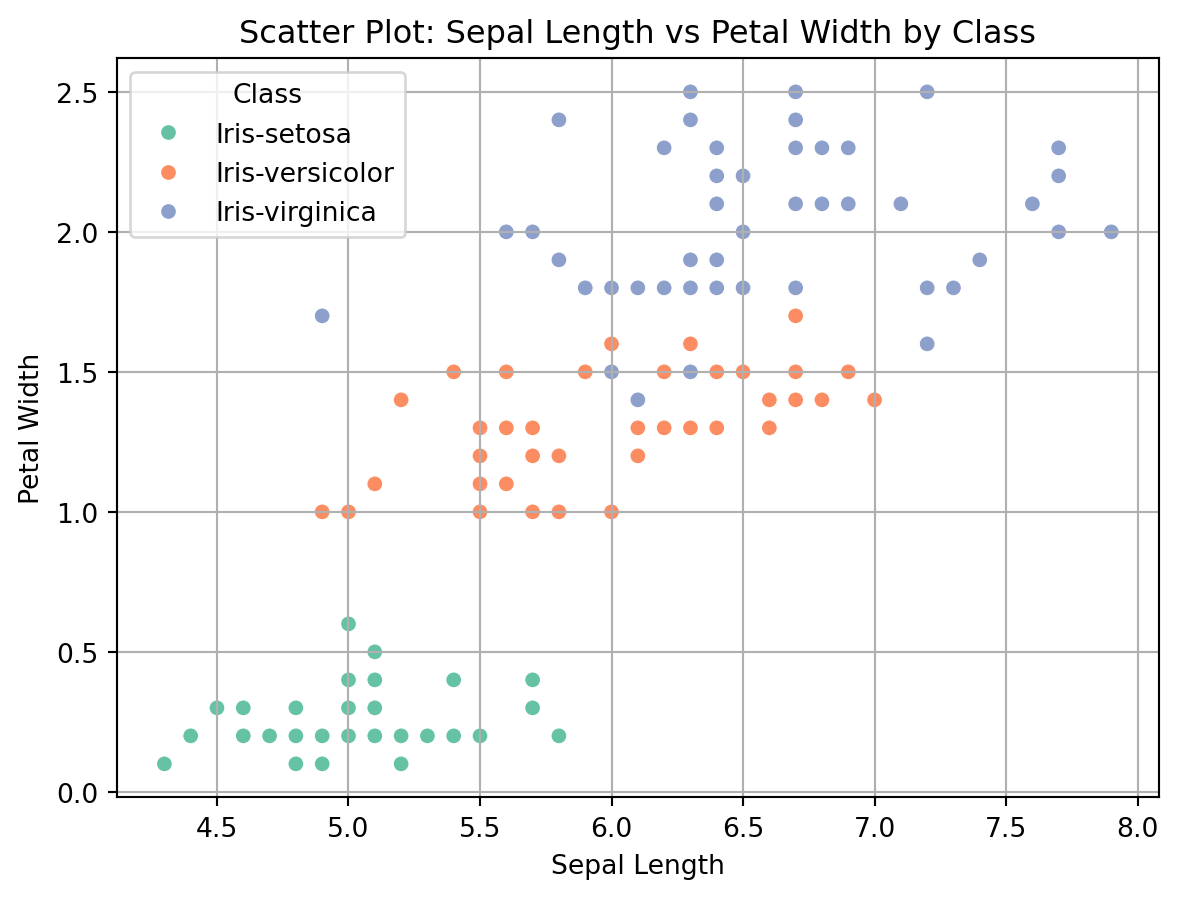 Scatter Plot: Sepal Length vs Petal Width by Class
Class
Iris-setosa
Iris-versicolor
Iris-virginica
2.5
2.0
1.5
1.0
0.5
0.0
Petal Width
4.5 5.0 5.5 6.0 6.5 7.0 7.5 8.0
Sepal Length